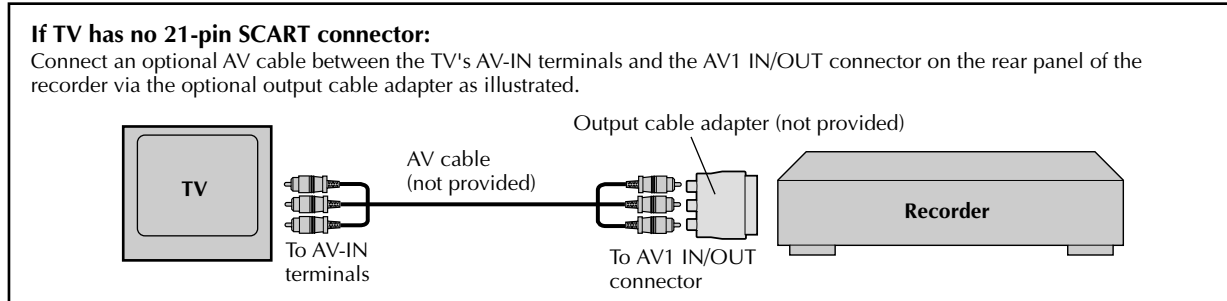 If TV has no 21-pin SCART connector:
Connect an optional AV cable between the TV's AV-IN terminals and the AV1 IN/OUT connector on the rear panel of the
recorder via the optional output cable adapter as illustrated.
Output cable adapter (not provided)
AV cable
(not provided)
TV
Recorder
To AV-IN
terminals
To AV1 IN/OUT
connector